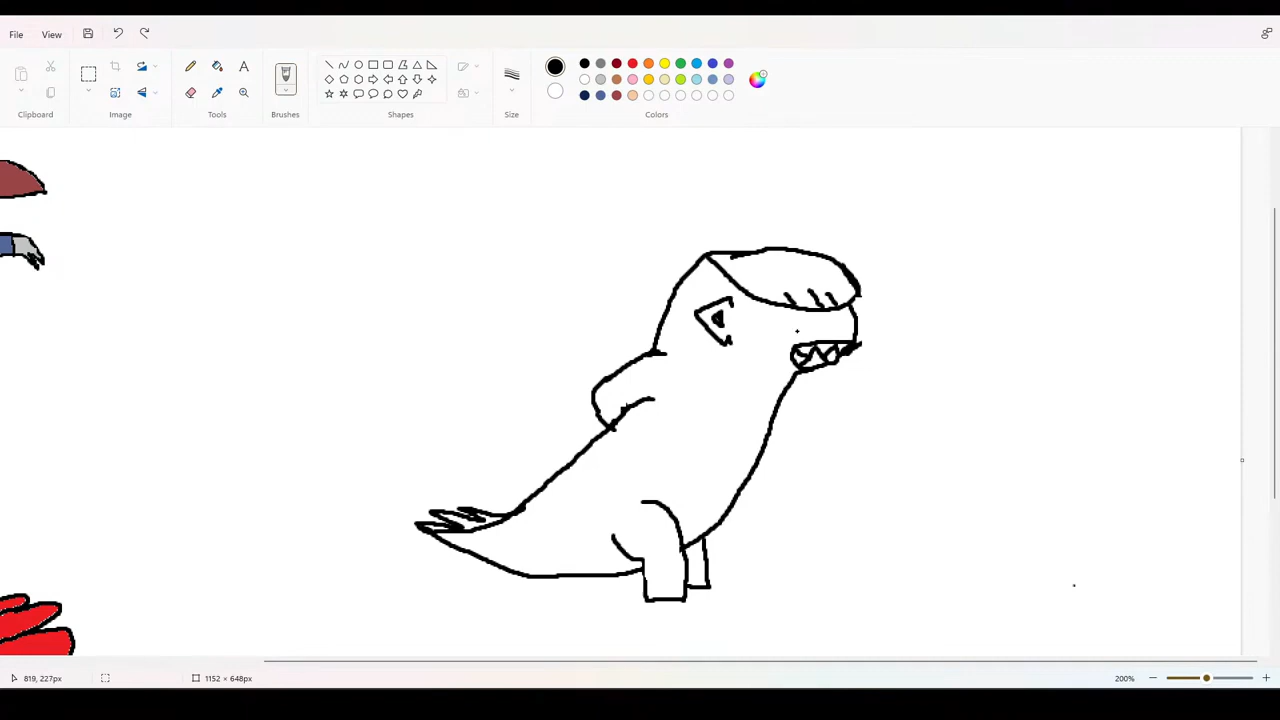 File View
A
Clipboard Image Tools Brushes Shapes Size Colors
819, 227px 1152 × 648px 200%